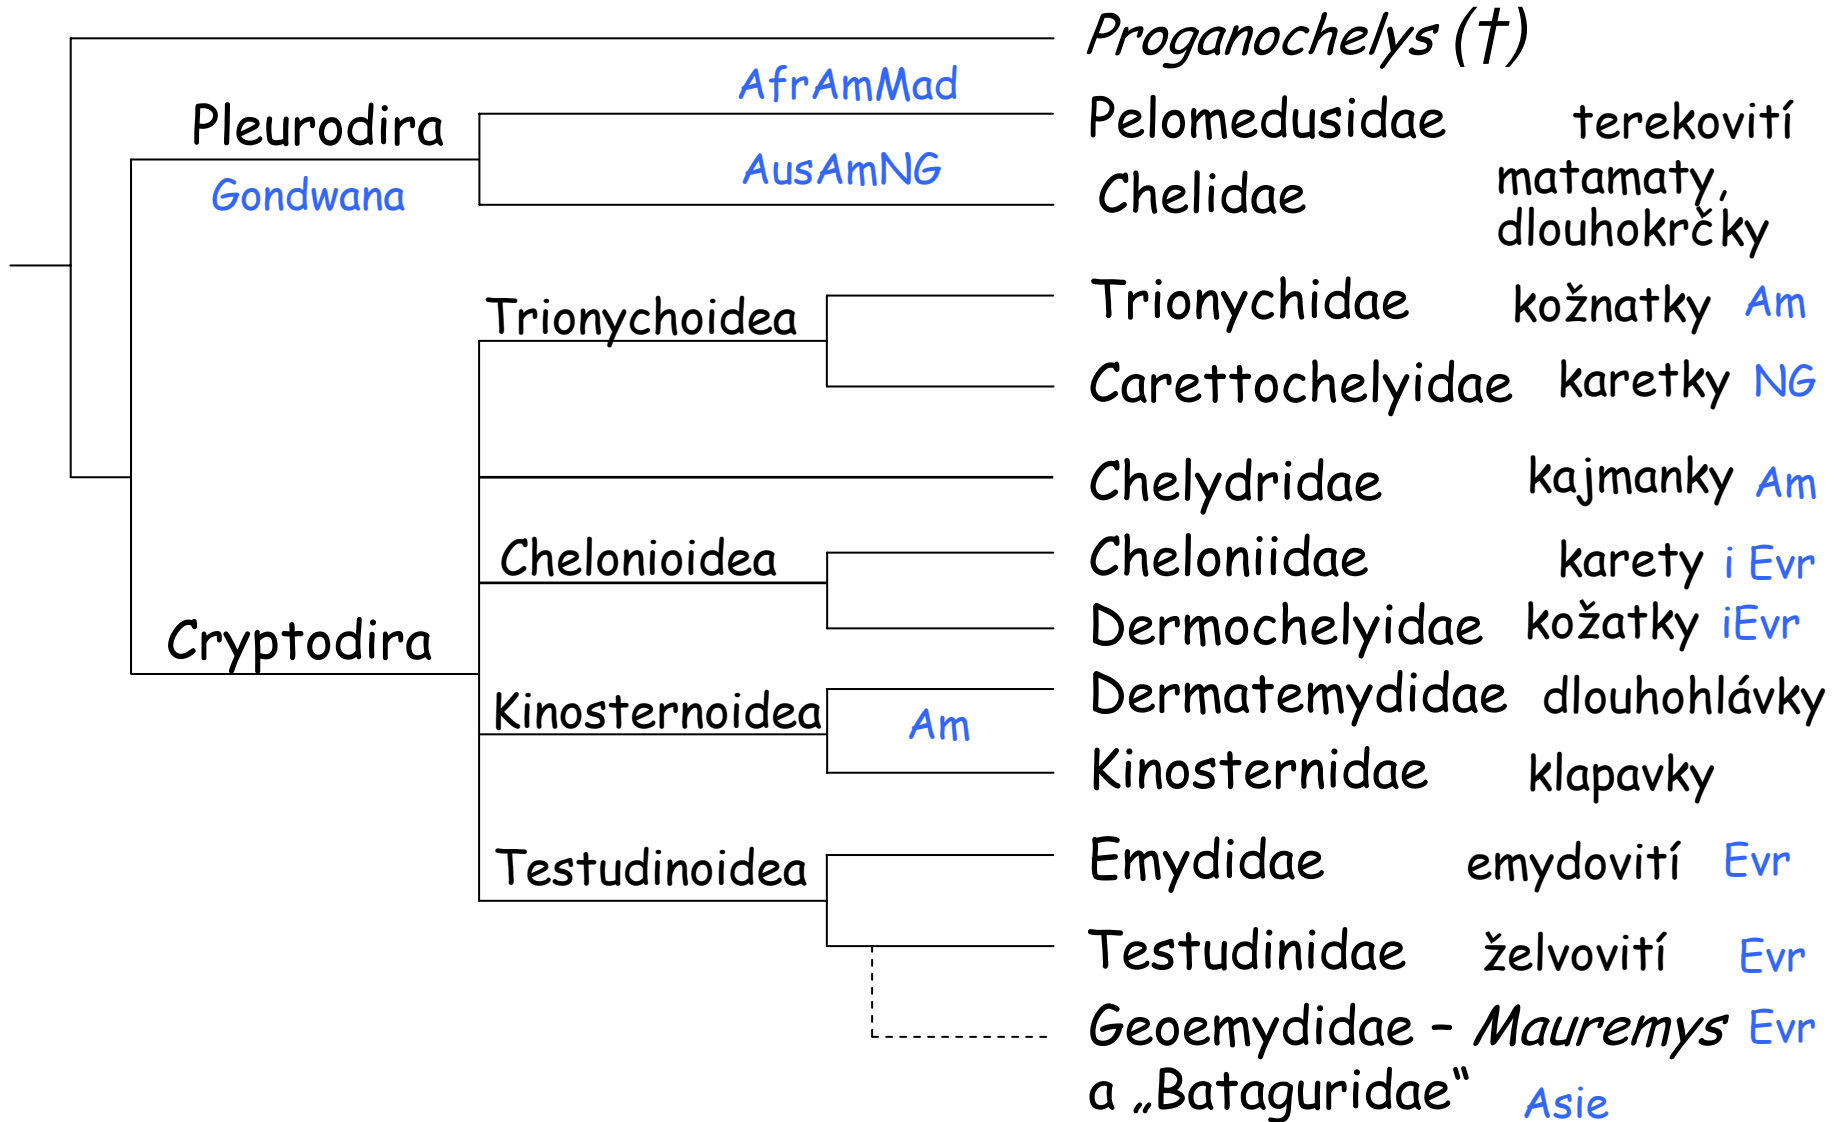 Proganochelys (†)
AfrAmMad
Pleurodira
Pelomedusidae terekovití
Gondwana
AusAmNG
Chelidae matamaty,
dlouhokrčky
Trionychoidea
Trionychidae kožnatky Am
Carettochelyidae karetky NG
Chelydridae kajmanky Am
Chelonioidea
Cheloniidae karety i Evr
Cryptodira
Dermochelyidae kožatky iEvr
Kinosternoidea
Am
Dermatemydidae dlouhohlávky
Kinosternidae klapavky
Testudinoidea
Emydidae emydovití Evr
Testudinidae želvovití Evr
Geoemydidae – Mauremys Evr
a „Bataguridae“ Asie